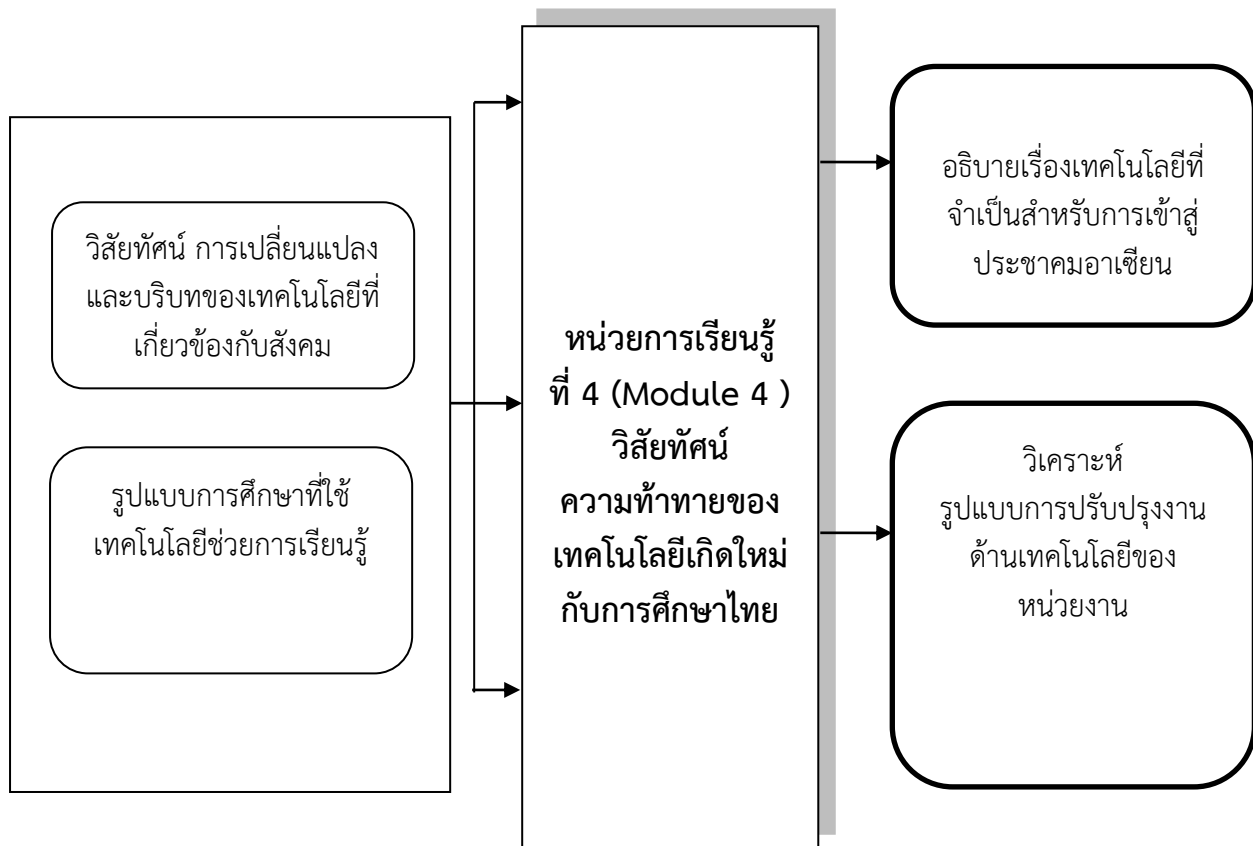 วิสัยทัศน์ การเปลี่ยนแปลง
และบริบทของเทคโนโลยีที่
เกี่ยวข้องกับสังคม
รูปแบบการศึกษาที่ใช้
เทคโนโลยีช่วยการเรียนรู้
หน่วยการเรียนรู้
ที่ 4 (Module 4 )
วิสัยทัศน์
ความท้าทายของ
เทคโนโลยีเกิดใหม่
กับการศึกษาไทย
อธิบายเรื่องเทคโนโลยีที่
จำเป็นสำหรับการเข้าสู่
ประชาคมอาเซียน
วิเคราะห์
รูปแบบการปรับปรุงงาน
ด้านเทคโนโลยีของ
หน่วยงาน